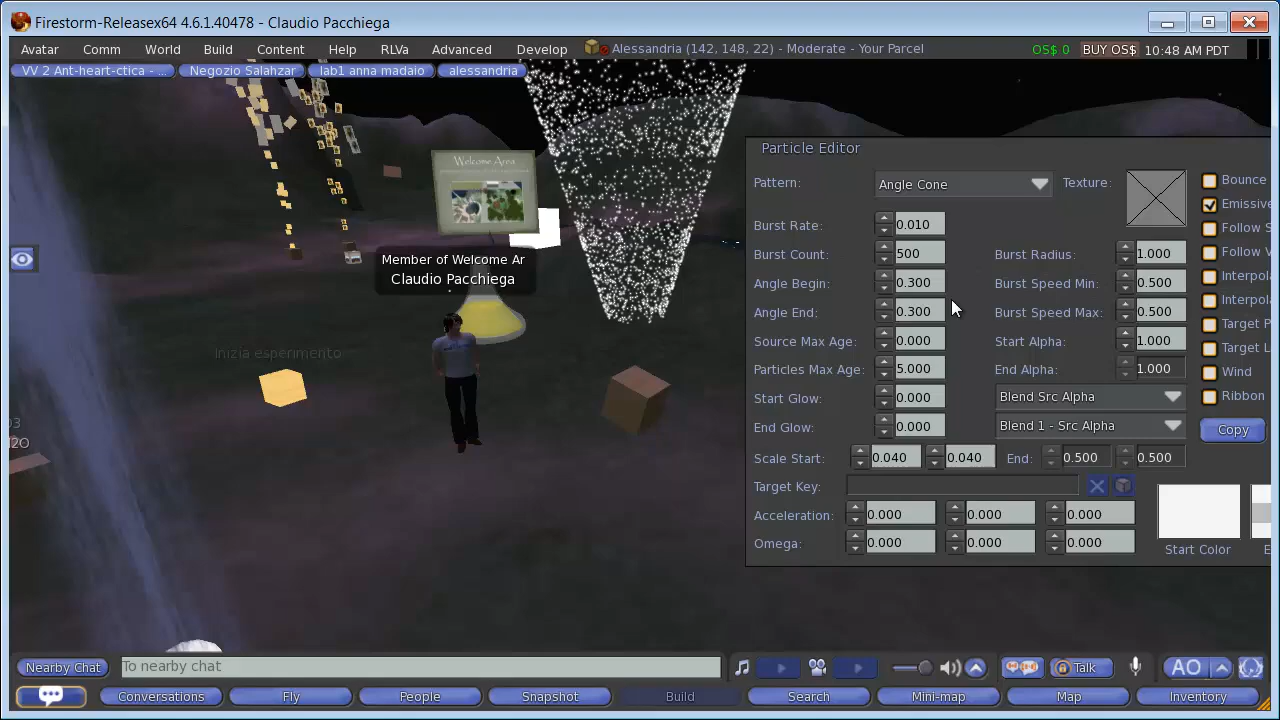 Firestorm-Releasex64 4.6.1.40478 - Claudio Pacchiega
Avatar Comm World Build Content Help RLVa Advanced Develop Alessandria (142, 148, 22) - Moderate - Your Parcel OS$ 0 BUY OS$ 10:48 AM PDT
VV 2 Ant-heart-ctica - ... Negozio Salahzar lab1 anna madaio alessandria
Particle Editor
Welcome Area
Pattern: Angle Cone Texture: Bounce
Emissive
Burst Rate: 0.010 Follow S
Burst Count: 500 Burst Radius: 1.000 Follow V
Member of Welcome Ar
Claudio Pacchiega
Angle Begin: 0.300 Burst Speed Min: 0.500 Interpola
Interpola
Angle End: 0.300 Burst Speed Max: 0.500 Target P
Inizia esperimento
Source Max Age: 0.000 Start Alpha: 1.000 Target L
Particles Max Age: 5.000 End Alpha: 1.000 Wind
Start Glow: 0.000 Blend Src Alpha Ribbon
End Glow: 0.000 Blend 1 - Src Alpha Copy
03
Scale Start: 0.040 0.040 End: 0.500 0.500
Target Key:
Acceleration: 0.000 0.000 0.000
Omega: 0.000 0.000 0.000
Start Color E
Nearby Chat To nearby chat Talk AO
Conversations Fly People Snapshot Build Search Mini-map Map Inventory